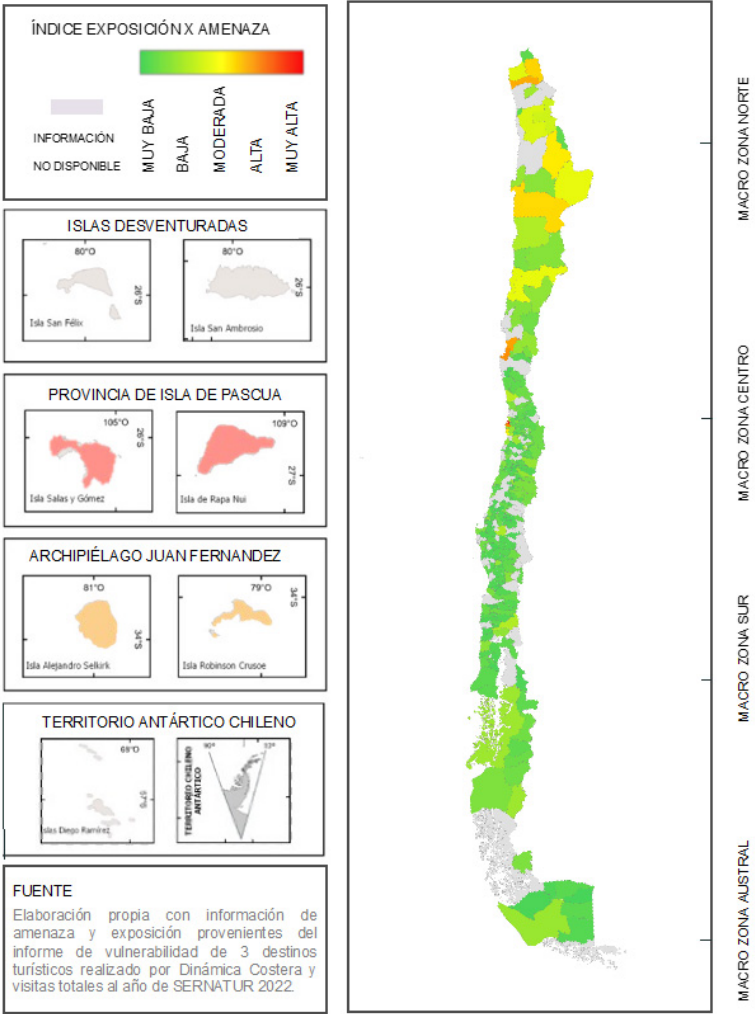 ÍNDICE EXPOSICIÓN X AMENAZA
INFORMACIÓN
NO DISPONIBLE
MUY BAJA
BAJA
MODERADA
ALTA
MUY ALTA
ISLAS DESVENTURADAS
80°O
26°S
Isla San Félix
80°O
26°S
Isla San Ambrosio
PROVINCIA DE ISLA DE PASCUA
105°O
26°S
Isla Salas y Gómez
109°O
27°S
Isla de Rapa Nui
ARCHIPIÉLAGO JUAN FERNANDEZ
81°O
34°S
Isla Alejandro Selkirk
79°O
34°S
Isla Robinson Crusoe
TERRITORIO ANTÁRTICO CHILENO
68°O
57°S
Islas Diego Ramírez
90°
53°
TERRITORIO CHILENO
ANTÁRTICO
FUENTE
Elaboración propia con información de
amenaza y exposición provenientes del
informe de vulnerabilidad de 3 destinos
turísticos realizado por Dinámica Costera y
visitas totales al año de SERNATUR 2022.
MACRO ZONA NORTE
MACRO ZONA CENTRO
MACRO ZONA SUR
MACRO ZONA AUSTRAL